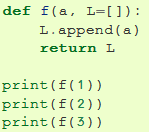 def f(a, L=[]):
    L.append(a)
    return L

print(f(1))
print(f(2))
print(f(3))